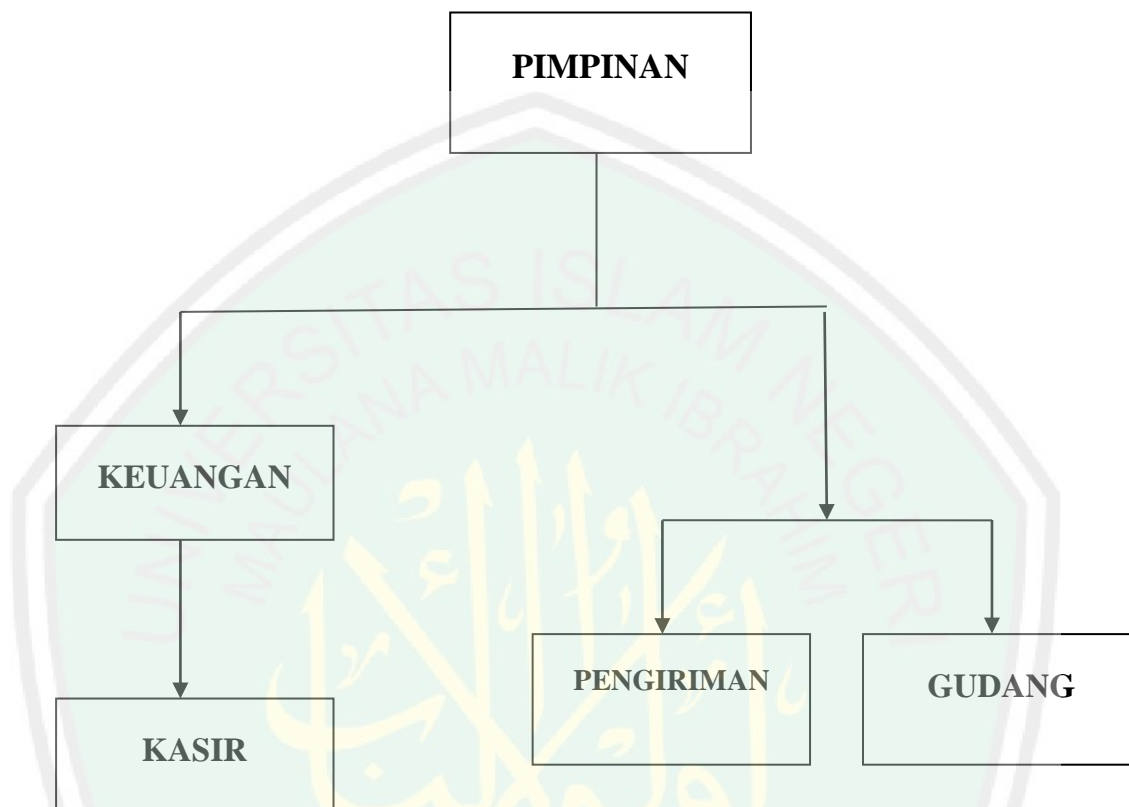 PIMPINAN
UNIVERSITAS ISLAM NEGERI
MAULANA MALIK IBRAHIM
KEUANGAN
PENGIRIMAN
GUDANG
KASIR